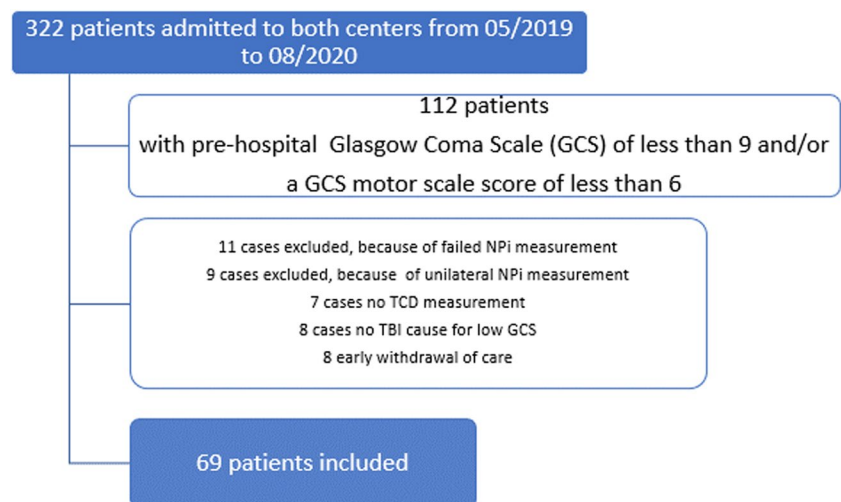 322 patients admitted to both centers from 05/2019
to 08/2020
112 patients
with pre-hospital Glasgow Coma Scale (GCS) of less than 9 and/or
a GCS motor scale score of less than 6
11 cases excluded, because of failed NPi measurement
9 cases excluded, because of unilateral NPi measurement
7 cases no TCD measurement
8 cases no TBI cause for low GCS
8 early withdrawal of care
69 patients included